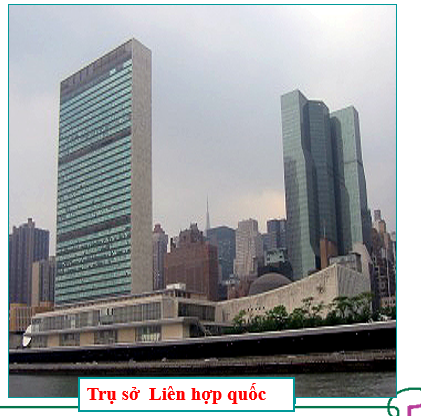 Trụ sở  Liên hợp quốc